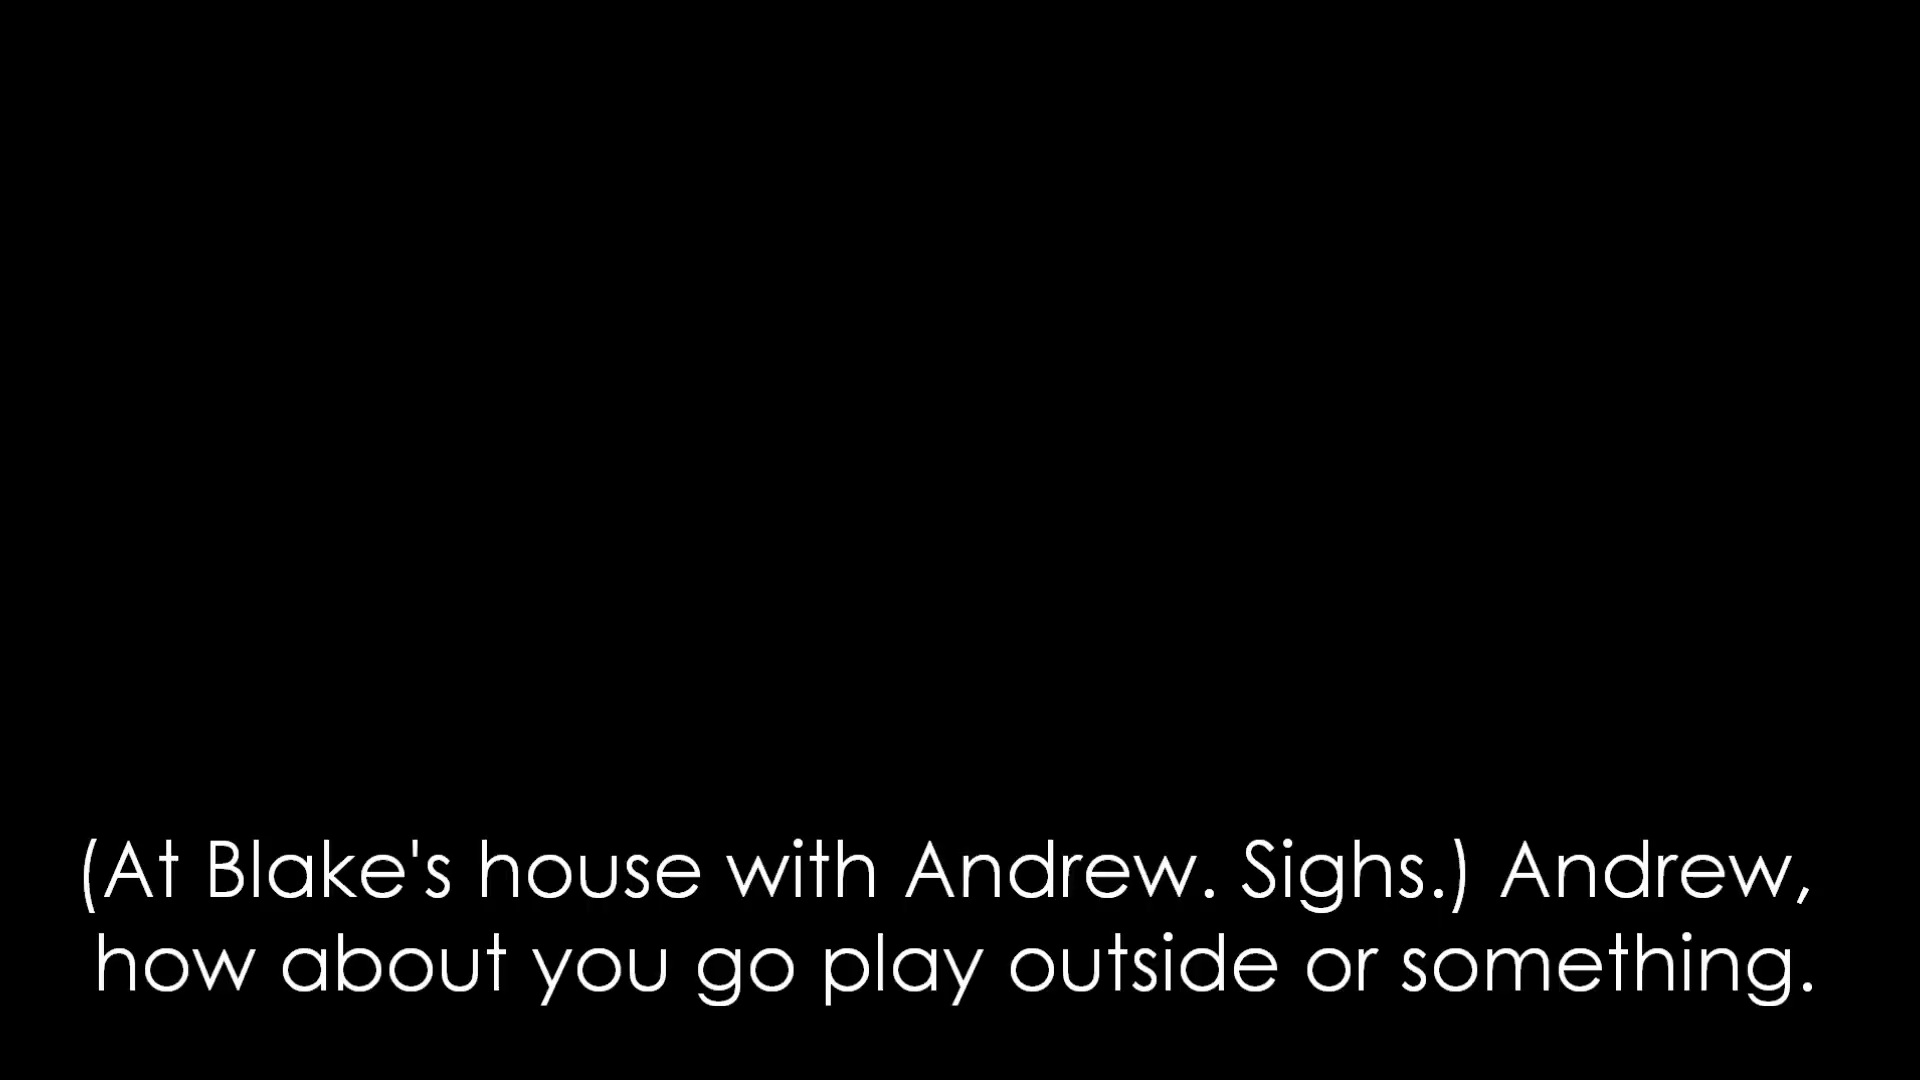 (At Blake's house with Andrew. Sighs.) Andrew,
how about you go play outside or something.